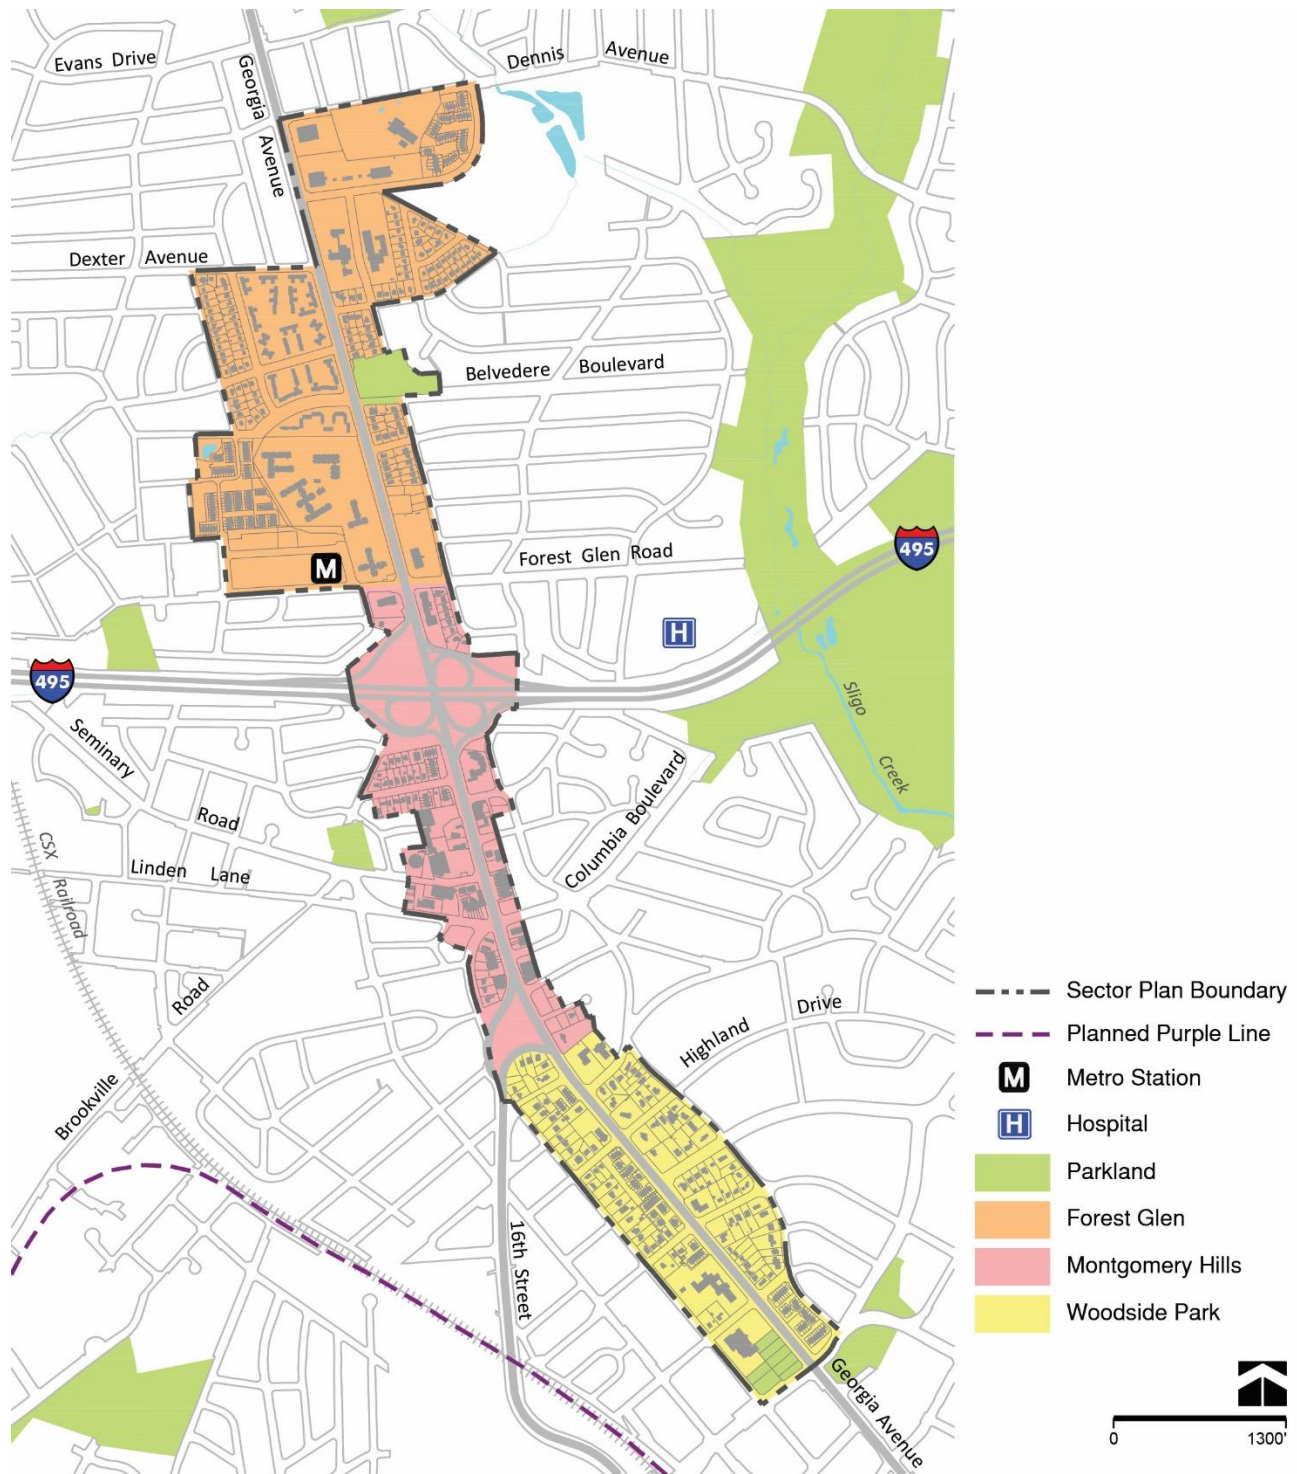 Evans Drive
Georgia Avenue
Dennis Avenue
Dexter Avenue
Belvedere Boulevard
Forest Glen Road
M
495
H
495
Seminary Road
Sligo Creek
Columbia Boulevard
CSX Railroad
Linden Lane
Brookville Road
Highland Drive
16th Street
Georgia Avenue
Sector Plan Boundary
Planned Purple Line
M Metro Station
H Hospital
Parkland
Forest Glen
Montgomery Hills
Woodside Park
0 1300'